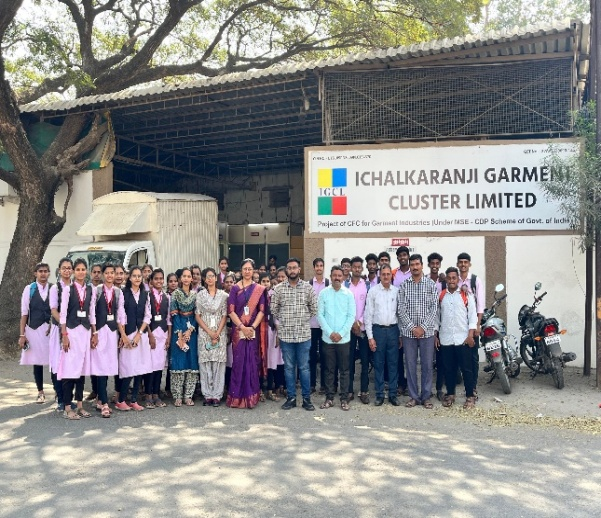 ICHALKARANJI GARMENT
CLUSTER LIMITED
IGCL
Project of CFC for Garment Industries (Under MSE - CDP Scheme of Govt. of India)